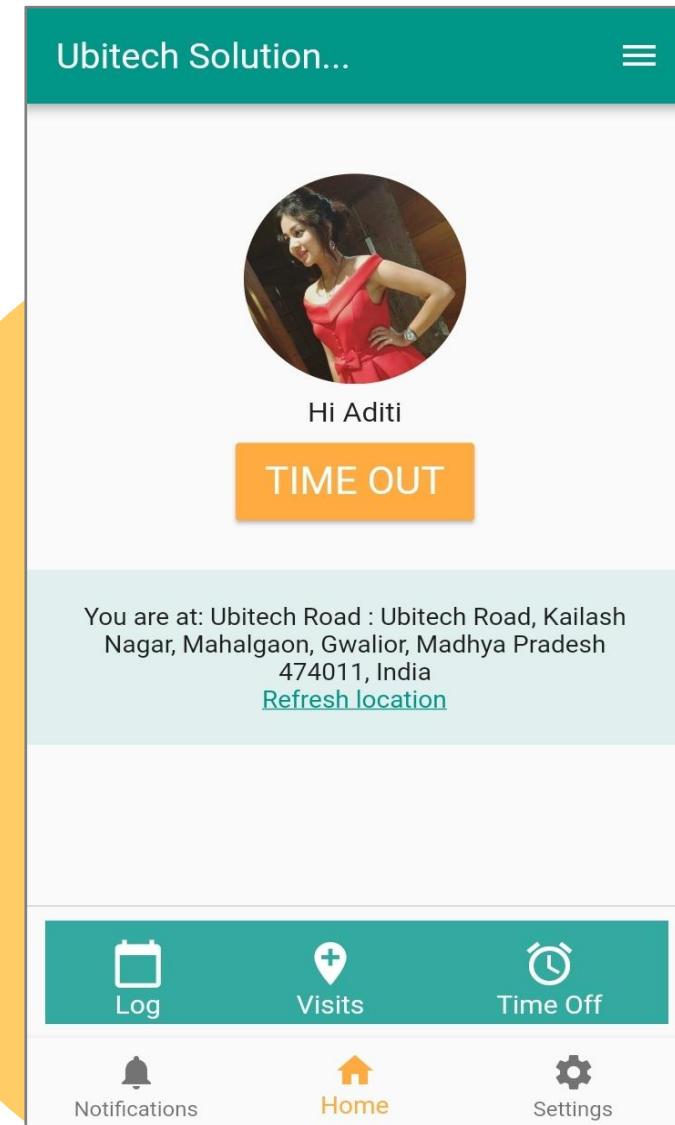 Ubitech Solution...
Hi Aditi
TIME OUT
You are at: Ubitech Road : Ubitech Road, Kailash
Nagar, Mahalgaon, Gwalior, Madhya Pradesh
474011, India
Refresh location
Log Visits Time Off
Notifications Home Settings